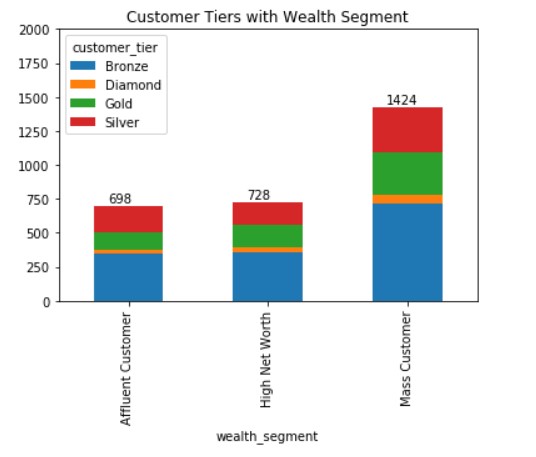 Customer Tiers with Wealth Segment
2000
1750
1500
1250
1000
750
500
250
0
customer_tier
Bronze
Diamond
Gold
Silver
698
728
1424
Affluent Customer
High Net Worth
Mass Customer
wealth_segment